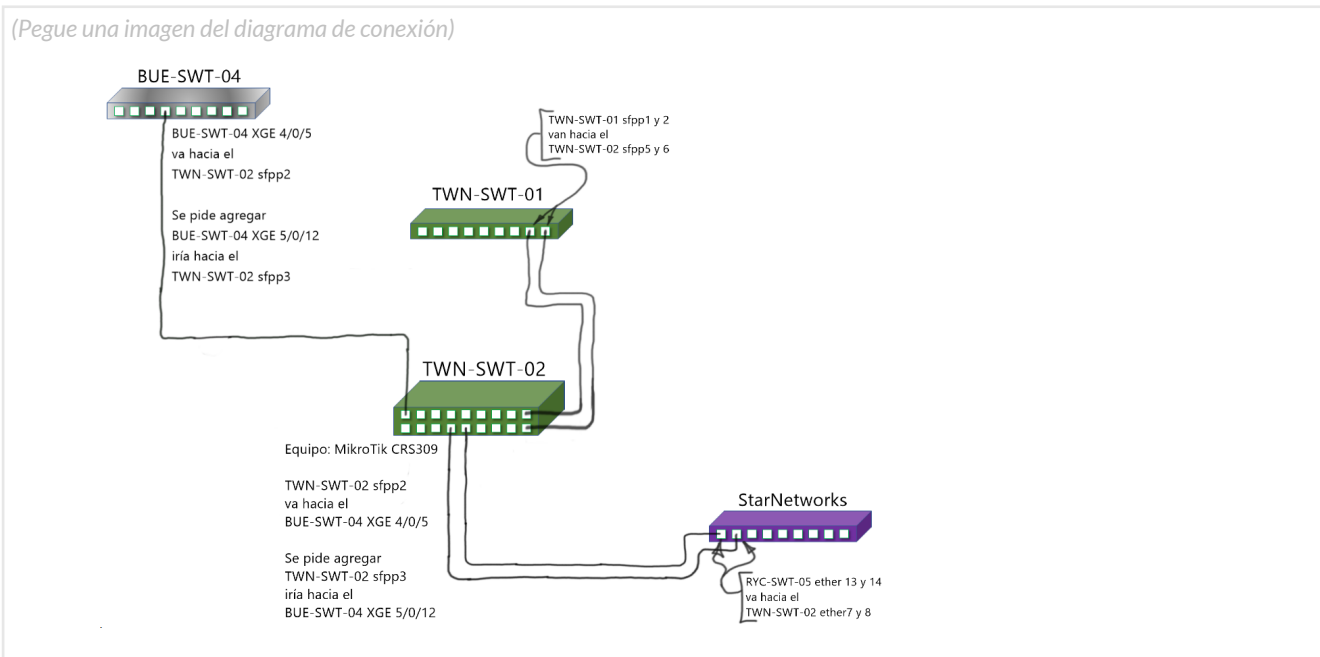 (Pegue una imagen del diagrama de conexión)
BUE-SWT-04
BUE-SWT-04 XGE 4/0/5
va hacia el
TWN-SWT-02 sfpp2
Se pide agregar
BUE-SWT-04 XGE 5/0/12
iría hacia el
TWN-SWT-02 sfpp3
TWN-SWT-01 sfpp1 y 2
van hacia el
TWN-SWT-02 sfpp5 y 6
TWN-SWT-01
TWN-SWT-02
Equipo: MikroTik CRS309
TWN-SWT-02 sfpp2
va hacia el
BUE-SWT-04 XGE 4/0/5
Se pide agregar
TWN-SWT-02 sfpp3
iría hacia el
BUE-SWT-04 XGE 5/0/12
StarNetworks
RYC-SWT-05 ether 13 y 14
va hacia el
TWN-SWT-02 ether7 y 8